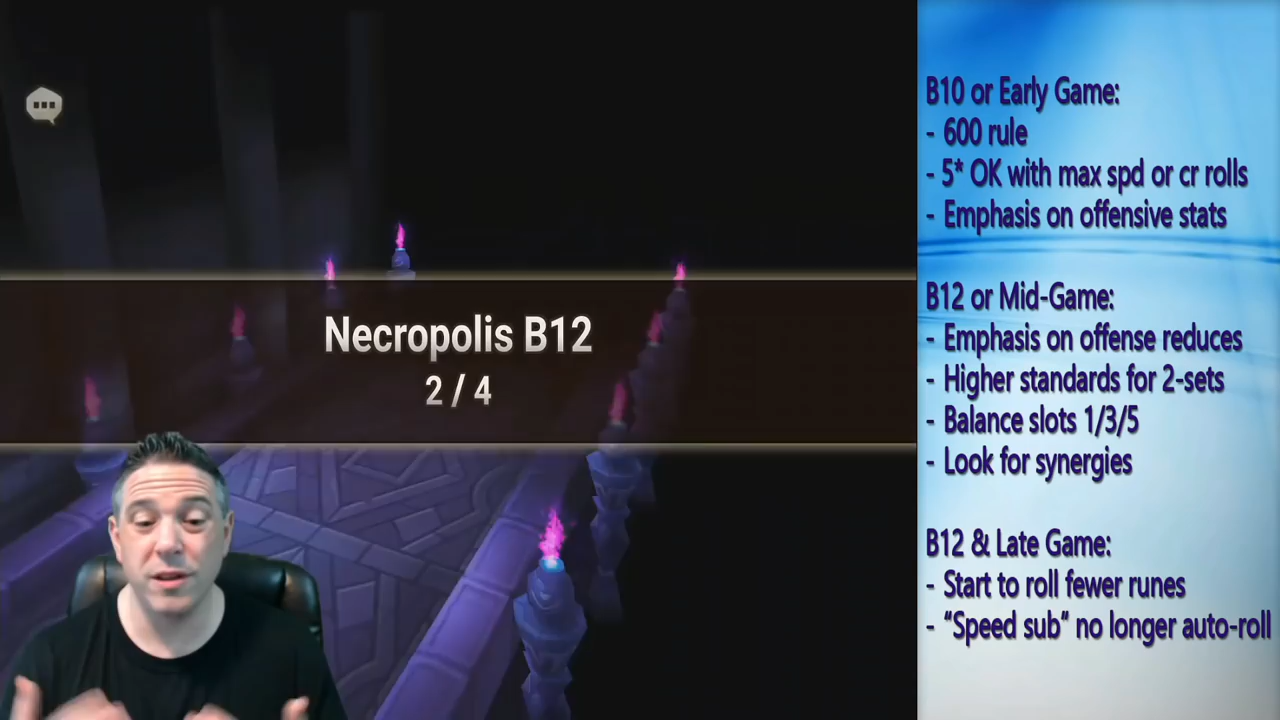 Necropolis B12
2 / 4
B10 or Early Game:
- 600 rule
- 5* OK with max spd or cr rolls
- Emphasis on offensive stats
B12 or Mid-Game:
- Emphasis on offense reduces
- Higher standards for 2-sets
- Balance slots 1/3/5
- Look for synergies
B12 & Late Game:
- Start to roll fewer runes
- “Speed sub“ no longer auto-roll